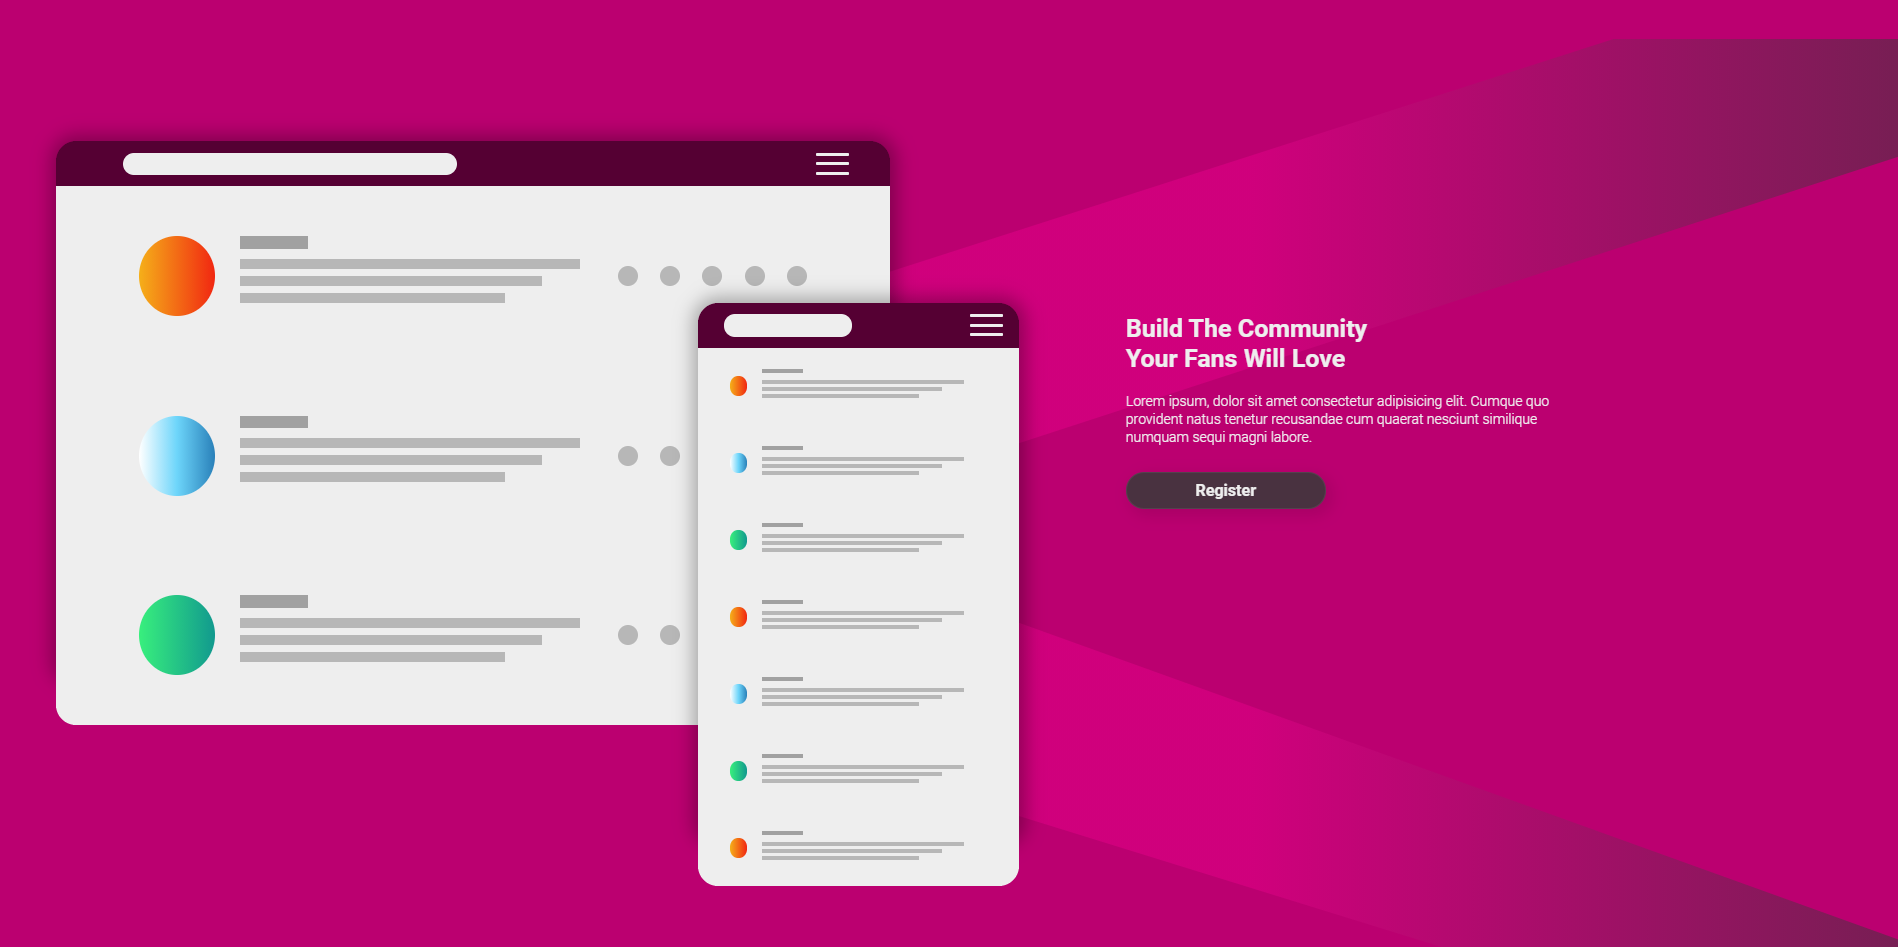 Build The Community
Your Fans Will Love
Lorem ipsum, dolor sit amet consectetur adipisicing elit. Cumque quo
provident natus tenetur recusandae cum quaerat nesciunt similique
numquam sequi magni labore.
Register